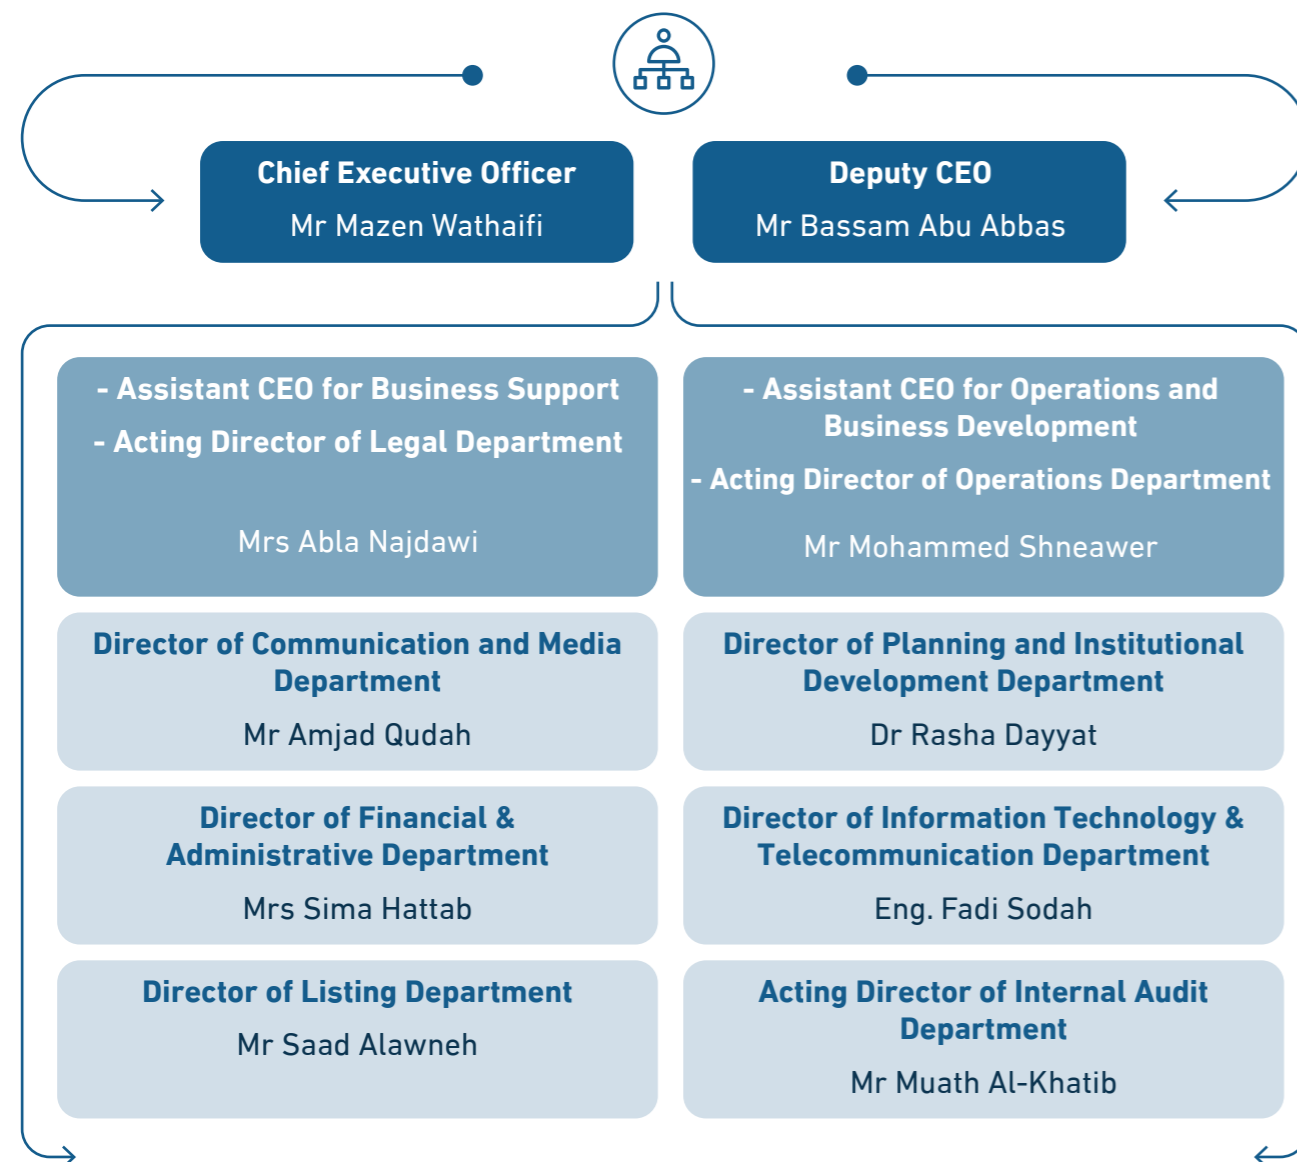 Chief Executive Officer
Mr Mazen Wathaifi
Deputy CEO
Mr Bassam Abu Abbas
- Assistant CEO for Business Support
- Acting Director of Legal Department
Mrs Abla Najdawi
- Assistant CEO for Operations and
Business Development
- Acting Director of Operations Department
Mr Mohammed Shneawer
Director of Communication and Media
Department
Mr Amjad Qudah
Director of Planning and Institutional
Development Department
Dr Rasha Dayyat
Director of Financial &
Administrative Department
Mrs Sima Hattab
Director of Information Technology &
Telecommunication Department
Eng. Fadi Sodah
Director of Listing Department
Mr Saad Alawneh
Acting Director of Internal Audit
Department
Mr Muath Al-Khatib